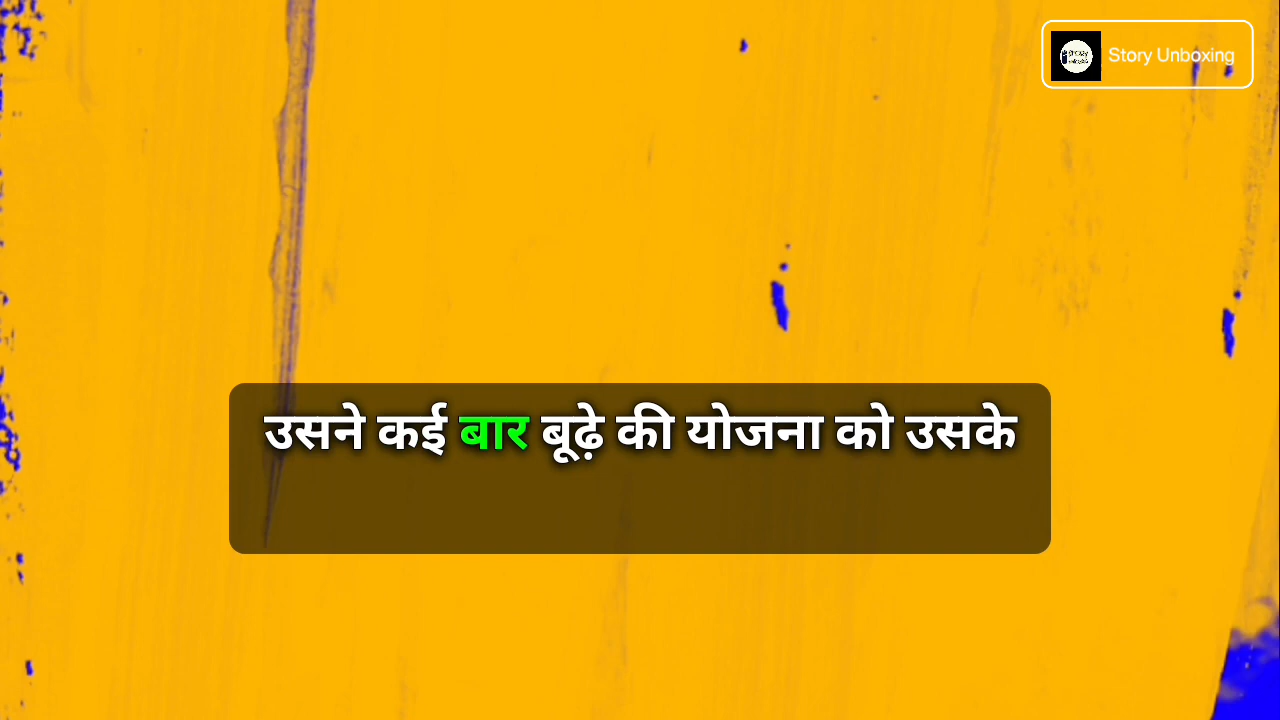 Story Unboxing
उसने कई बार बूढ़े की योजना को उसके